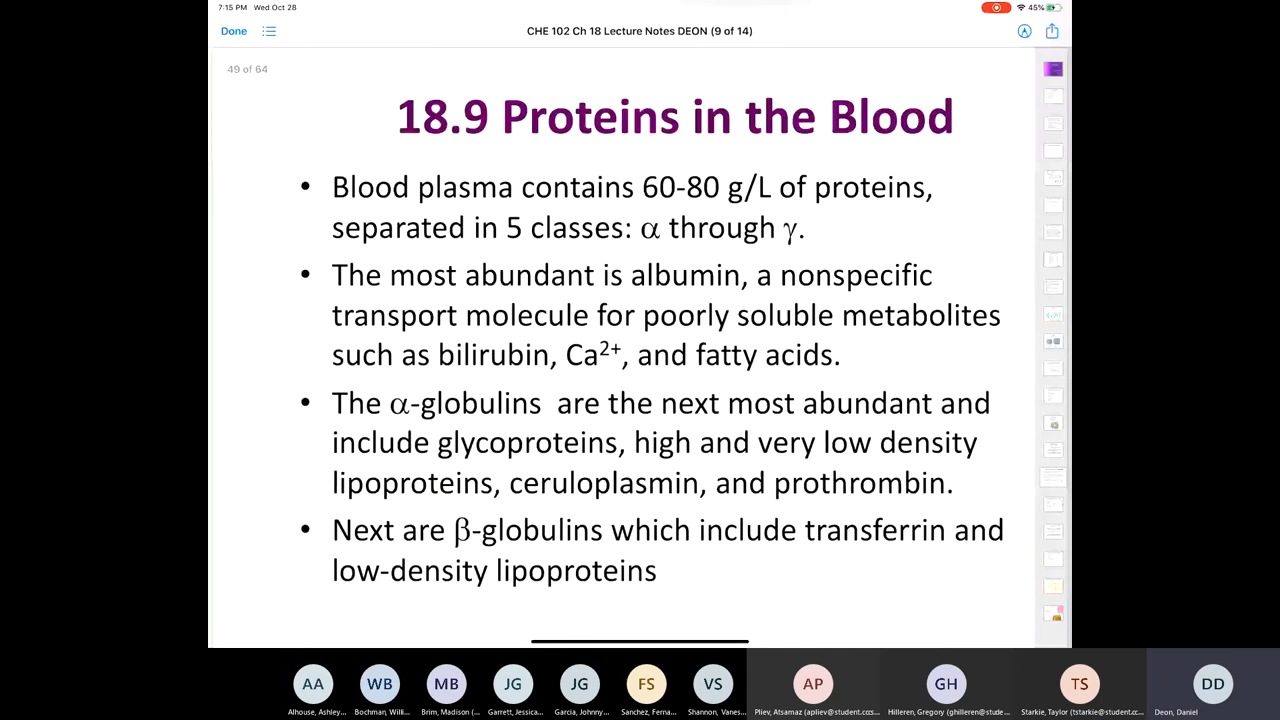 7:15 PM Wed Oct 28
45%
Done
CHE 102 Ch 18 Lecture Notes DEON (9 of 14)
49 of 64
18.9 Proteins in the Blood
• Blood plasma contains 60-80 g/L of proteins,
separated in 5 classes: α through γ.
• The most abundant is albumin, a nonspecific
transport molecule for poorly soluble metabolites
such as bilirubin, Ca²⁺, and fatty acids.
• The α-globulins are the next most abundant and
include glycoproteins, high and very low density
lipoproteins, ceruloplasmin, and prothrombin.
• Next are β-globulins which include transferrin and
low-density lipoproteins
AA WB MB JG JG FS VS AP GH TS DD
Alhouse, Ashley... Bochman, Willi... Brim, Madison (... Garrett, Jessica... Garcia, Johnny... Sanchez, Ferna... Shannon, Vanes... Pliev, Atsamaz (apliev@student.cccs... Hilleren, Gregory (ghilleren@stude... Starkie, Taylor (tstarkie@student.cc... Deon, Daniel